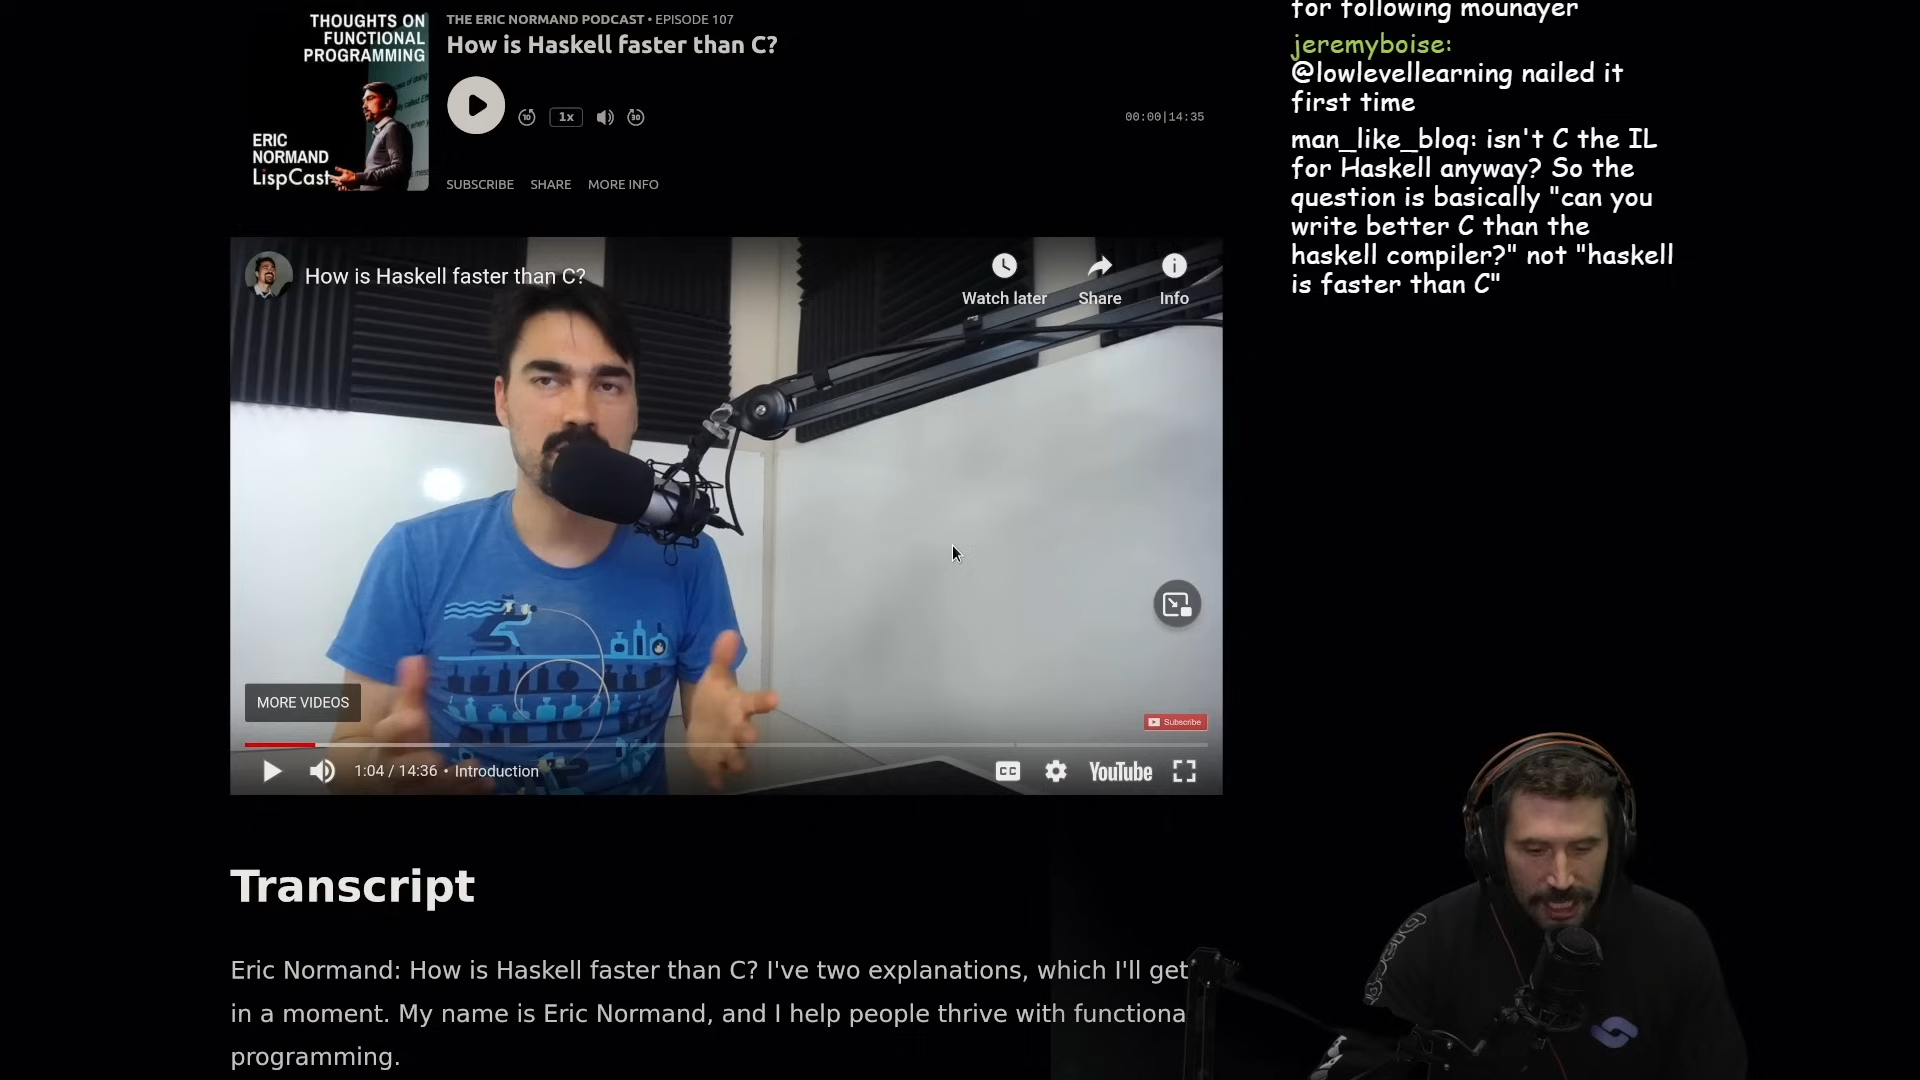 THOUGHTS ON
FUNCTIONAL
PROGRAMMING
ERIC
NORMAND
LispCast
THE ERIC NORMAND PODCAST • EPISODE 107
How is Haskell faster than C?
10
1x
30
00:00|14:35
SUBSCRIBE SHARE MORE INFO
How is Haskell faster than C?
Watch later Share Info
MORE VIDEOS
Subscribe
1:04 / 14:36 • Introduction
CC
YouTube
Transcript
Eric Normand: How is Haskell faster than C? I've two explanations, which I'll get
in a moment. My name is Eric Normand, and I help people thrive with functiona
programming.
for following mounayer
jeremyboise:
@lowlevellearning nailed it
first time
man_like_bloq: isn't C the IL
for Haskell anyway? So the
question is basically "can you
write better C than the
haskell compiler?" not "haskell
is faster than C"